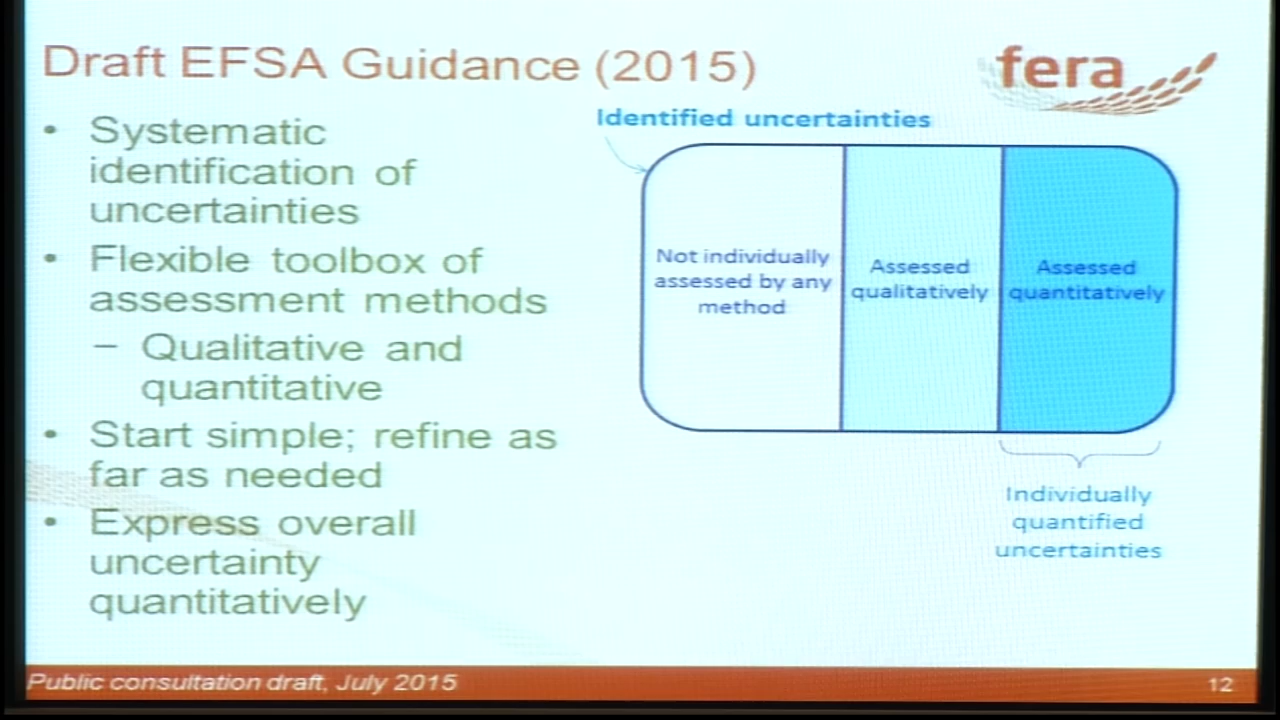 Draft EFSA Guidance (2015)
fera
• Systematic
identification of
uncertainties
• Flexible toolbox of
assessment methods
– Qualitative and
quantitative
• Start simple; refine as
far as needed
• Express overall
uncertainty
quantitatively
Identified uncertainties
Not individually
assessed by any
method
Assessed
qualitatively
Assessed
quantitatively
Individually
quantified
uncertainties
Public consultation draft, July 2015
12